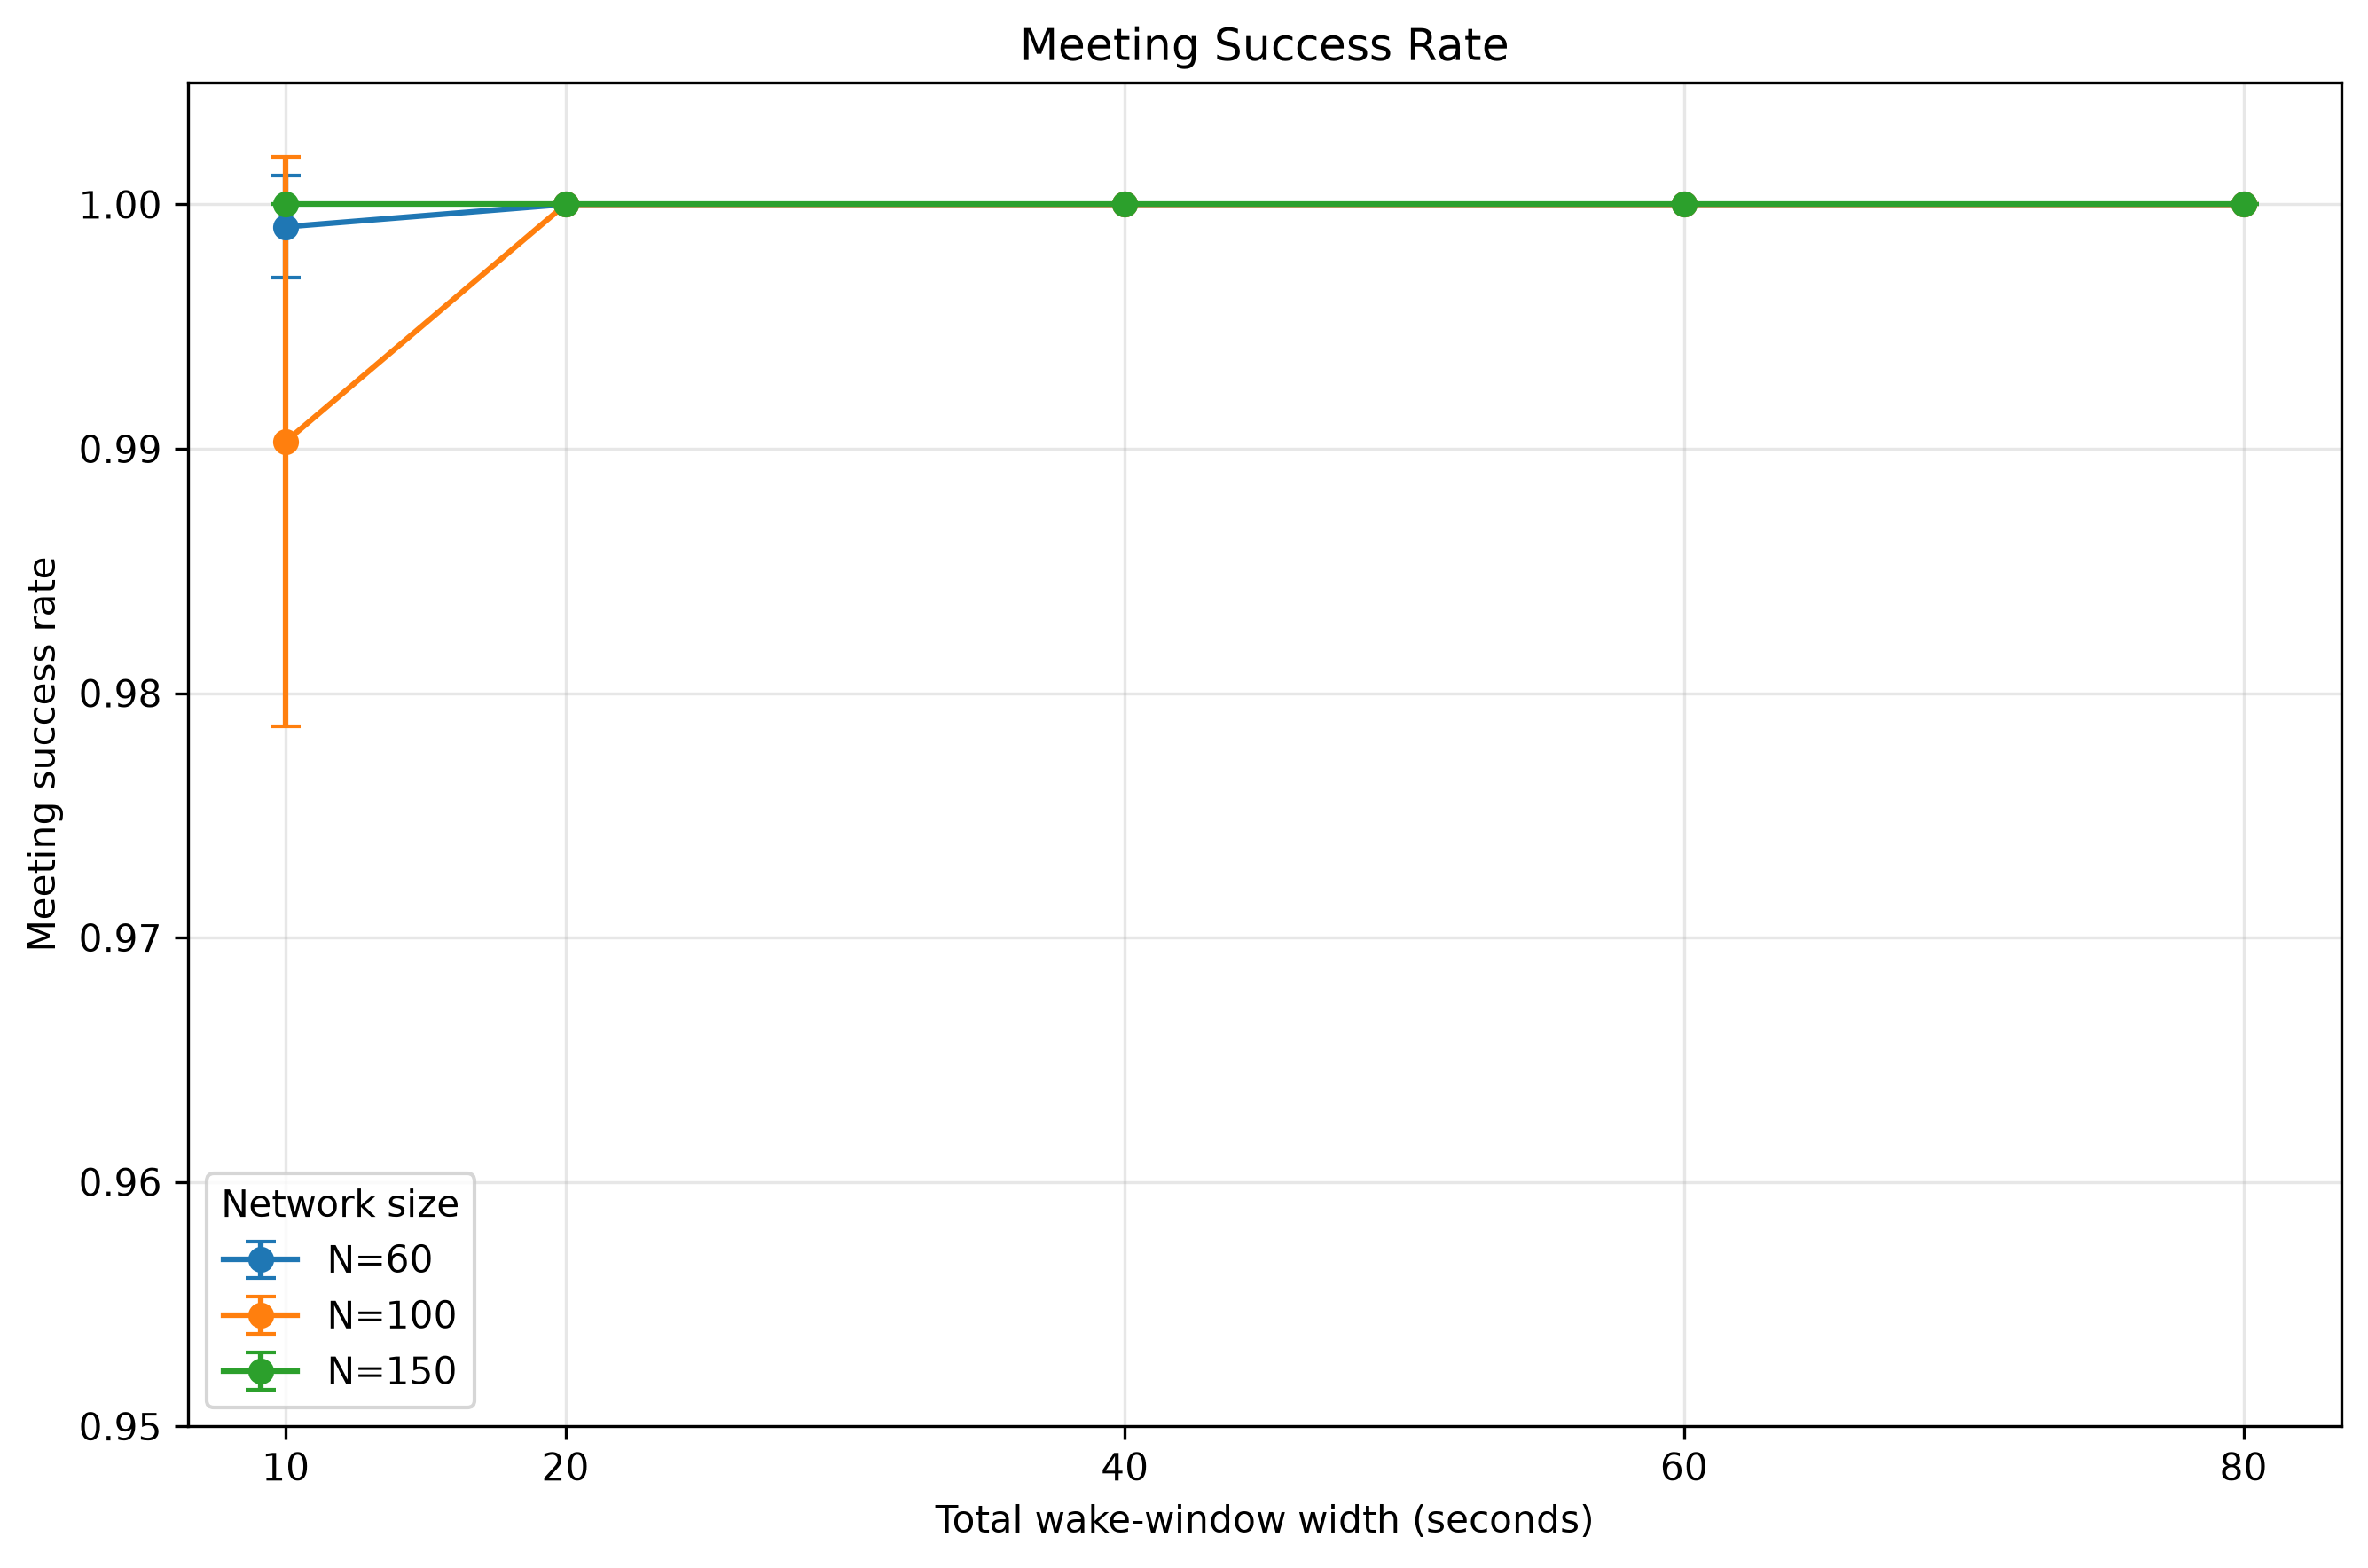 Meeting Success Rate
1.00
0.99
0.98
0.97
0.96
0.95
Meeting success rate
Network size
N=60
N=100
N=150
10 20 40 60 80
Total wake-window width (seconds)